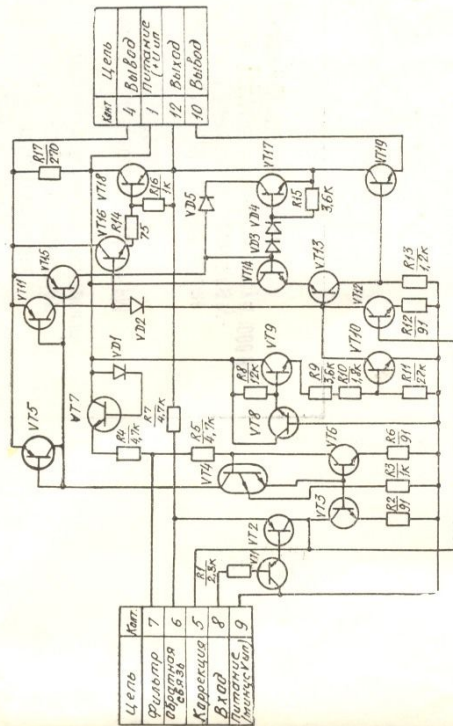 Конт Цепь
4 Вывод
1 Питание (+Uип
12 Выход
10 Вывод
R17 270
VT18
R16 1к
VT16
R14 75
VD5
VT17
R15 3,6к
VD4
VD3
VT14
VT19
VT15
VT11
VD2
VT13
R13 1,2к
VT12
R12 91
VT5
VD1
VT7
R4 4,7к
R7 4,7к
R5 4,7к
R8 12к
VT9
VT8
R9 3,6к
R10 1,8к
VT10
R11 27к
VT4
VT6
R6 91
R3 1к
VT3
R2 91
VT2
VT1
R1 2,5к
Цепь Конт.
Фильтр 7
Обратная связь 6
Коррекция 5
Вход 8
Питание (минус Uип) 9